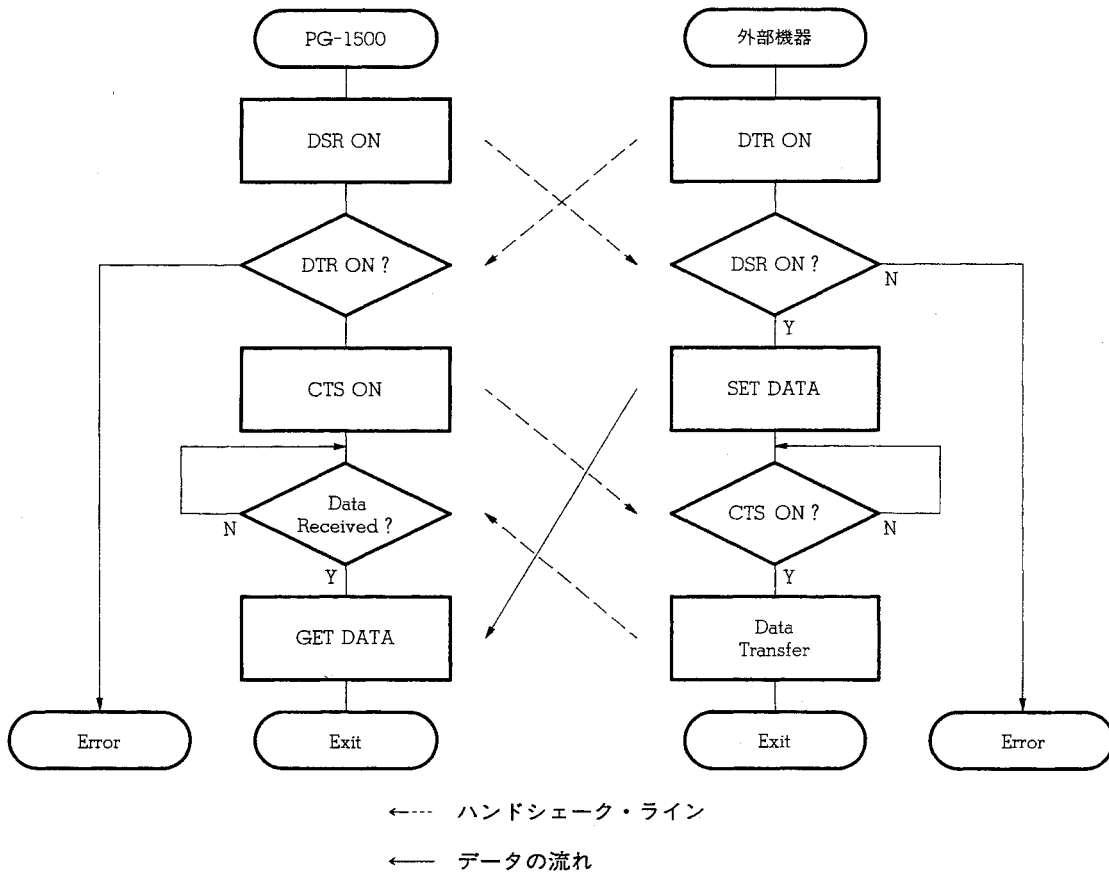 PG-1500
外部機器
DSR ON
DTR ON
DTR ON ?
DSR ON ?
N
Y
CTS ON
SET DATA
Data
Received ?
N
Y
CTS ON ?
N
Y
GET DATA
Data
Transfer
Error
Exit
Exit
Error
←--- ハンドシェーク・ライン
←— データの流れ